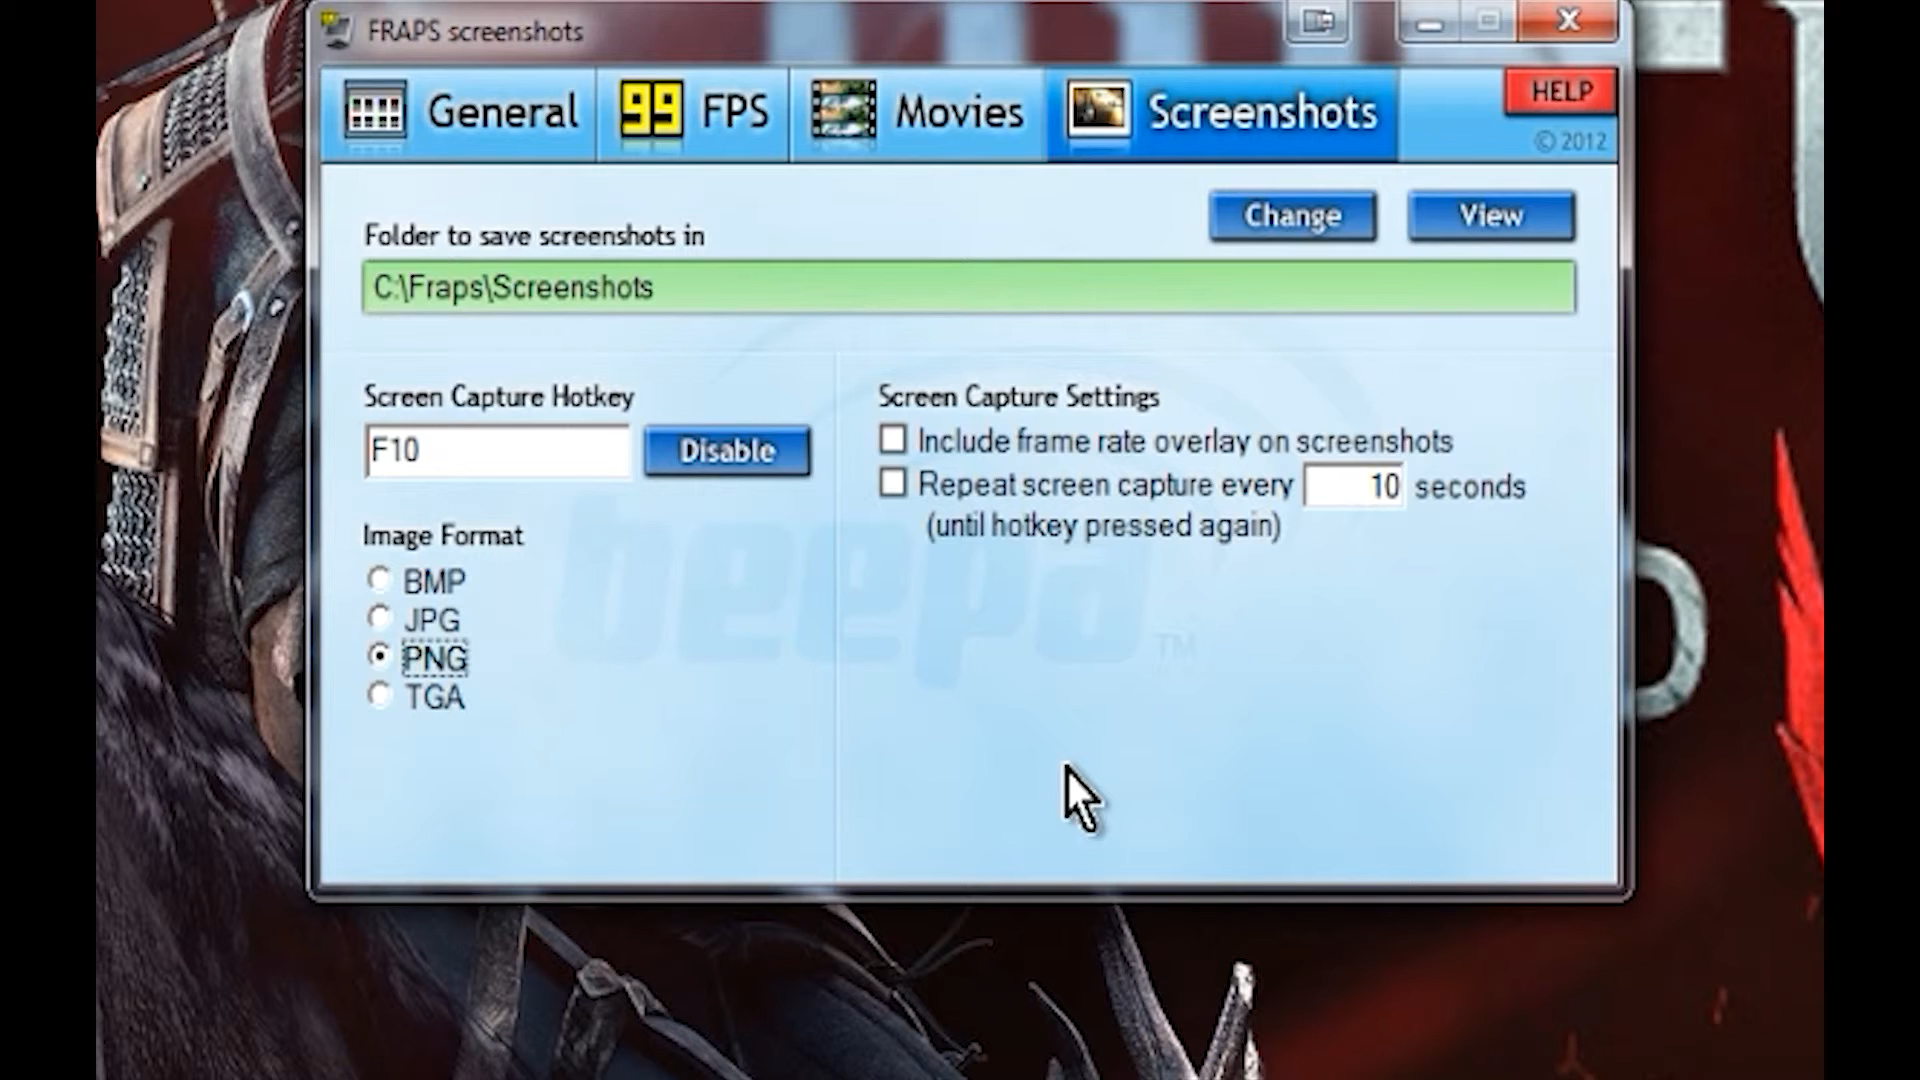 FRAPS screenshots
General
99 FPS
Movies
Screenshots
HELP
© 2012
Change
View
Folder to save screenshots in
C:\Fraps\Screenshots
Screen Capture Hotkey
F10
Disable
Image Format
BMP
JPG
PNG
TGA
Screen Capture Settings
Include frame rate overlay on screenshots
Repeat screen capture every 10 seconds
(until hotkey pressed again)
beepa™